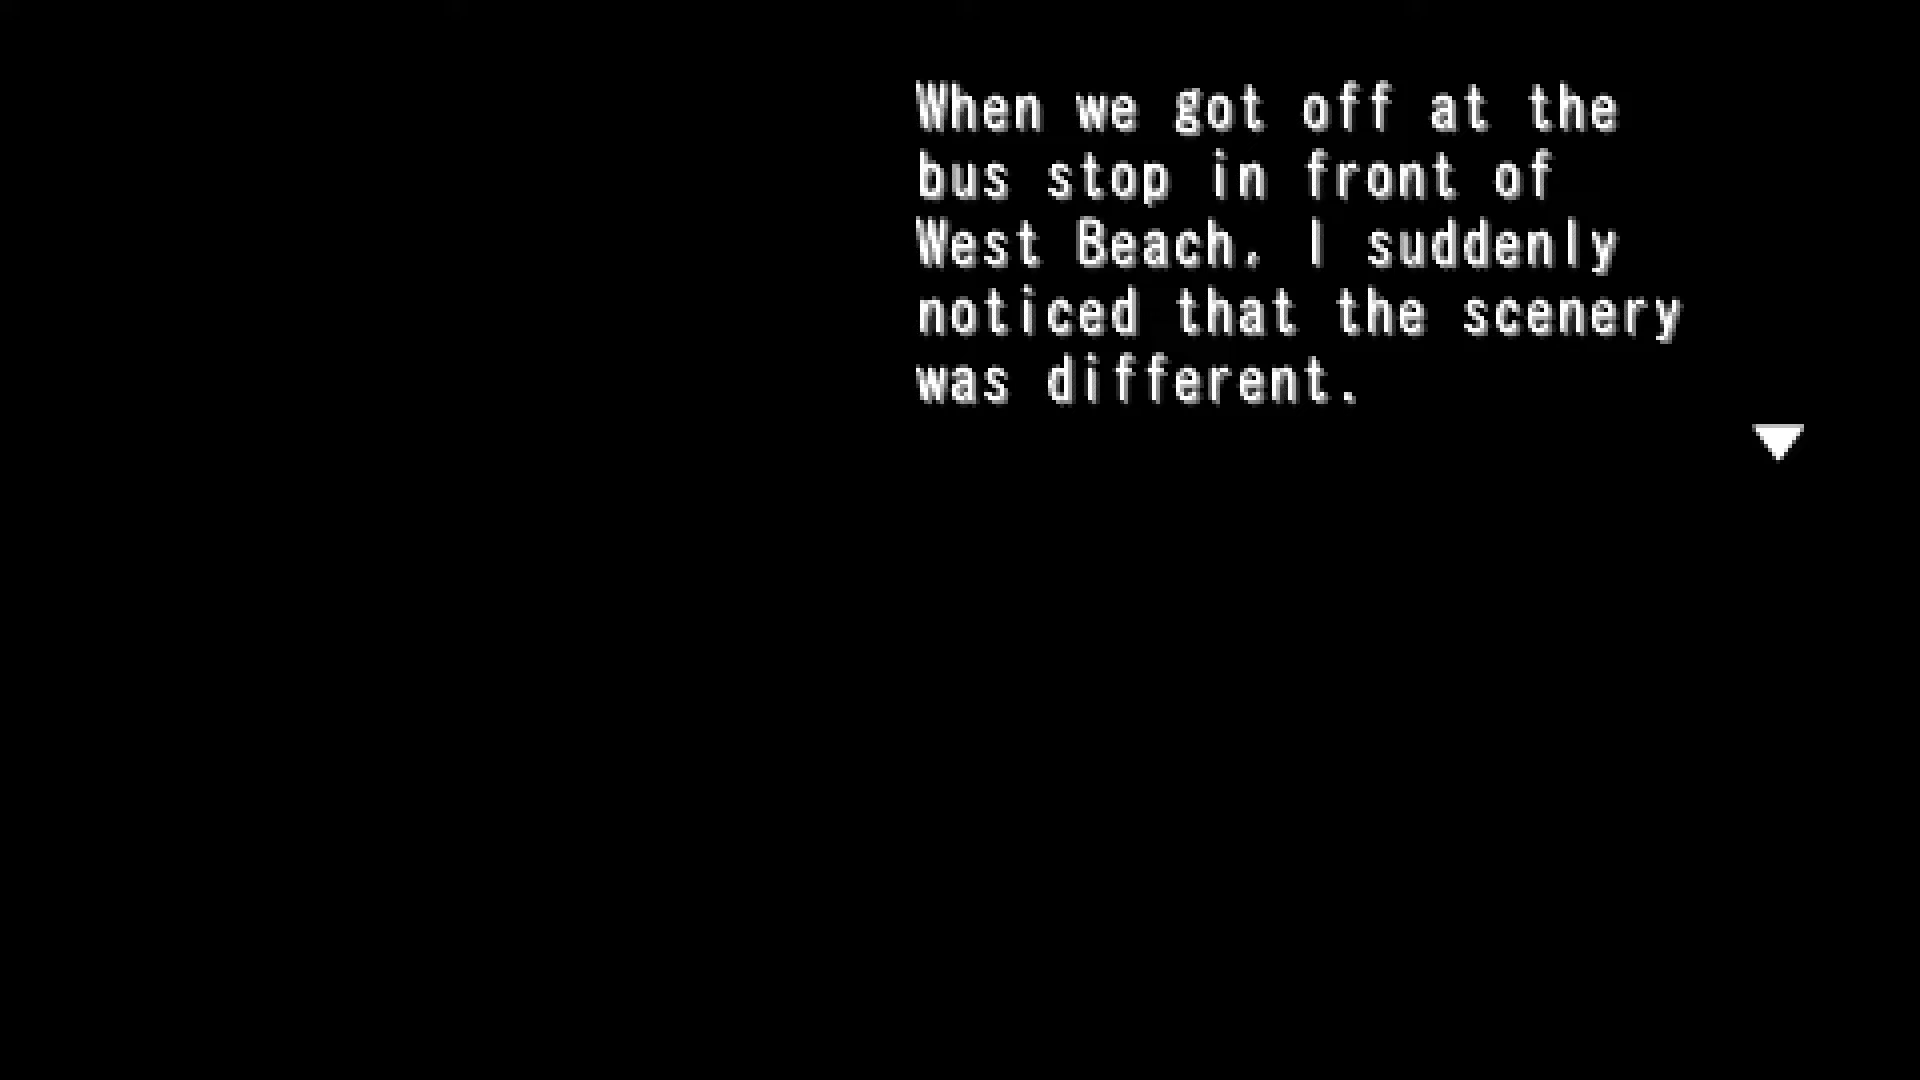 When we got off at the
bus stop in front of
West Beach, I suddenly
noticed that the scenery
was different.